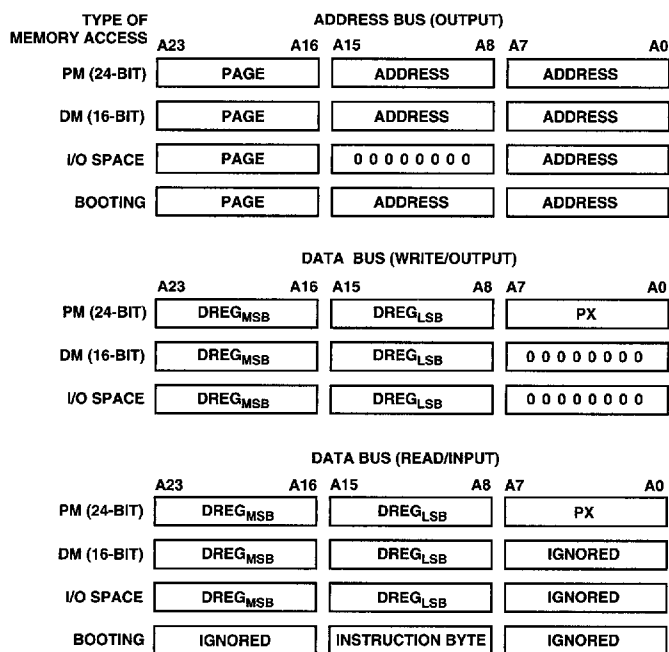 TYPE OF
MEMORY ACCESS
ADDRESS BUS (OUTPUT)
A23 A16 A15 A8 A7 A0
PM (24-BIT) PAGE ADDRESS ADDRESS
DM (16-BIT) PAGE ADDRESS ADDRESS
I/O SPACE PAGE 0 0 0 0 0 0 0 0 ADDRESS
BOOTING PAGE ADDRESS ADDRESS
DATA BUS (WRITE/OUTPUT)
A23 A16 A15 A8 A7 A0
PM (24-BIT) DREGMSB DREGLSB PX
DM (16-BIT) DREGMSB DREGLSB 0 0 0 0 0 0 0 0
I/O SPACE DREGMSB DREGLSB 0 0 0 0 0 0 0 0
DATA BUS (READ/INPUT)
A23 A16 A15 A8 A7 A0
PM (24-BIT) DREGMSB DREGLSB PX
DM (16-BIT) DREGMSB DREGLSB IGNORED
I/O SPACE DREGMSB DREGLSB IGNORED
BOOTING IGNORED INSTRUCTION BYTE IGNORED